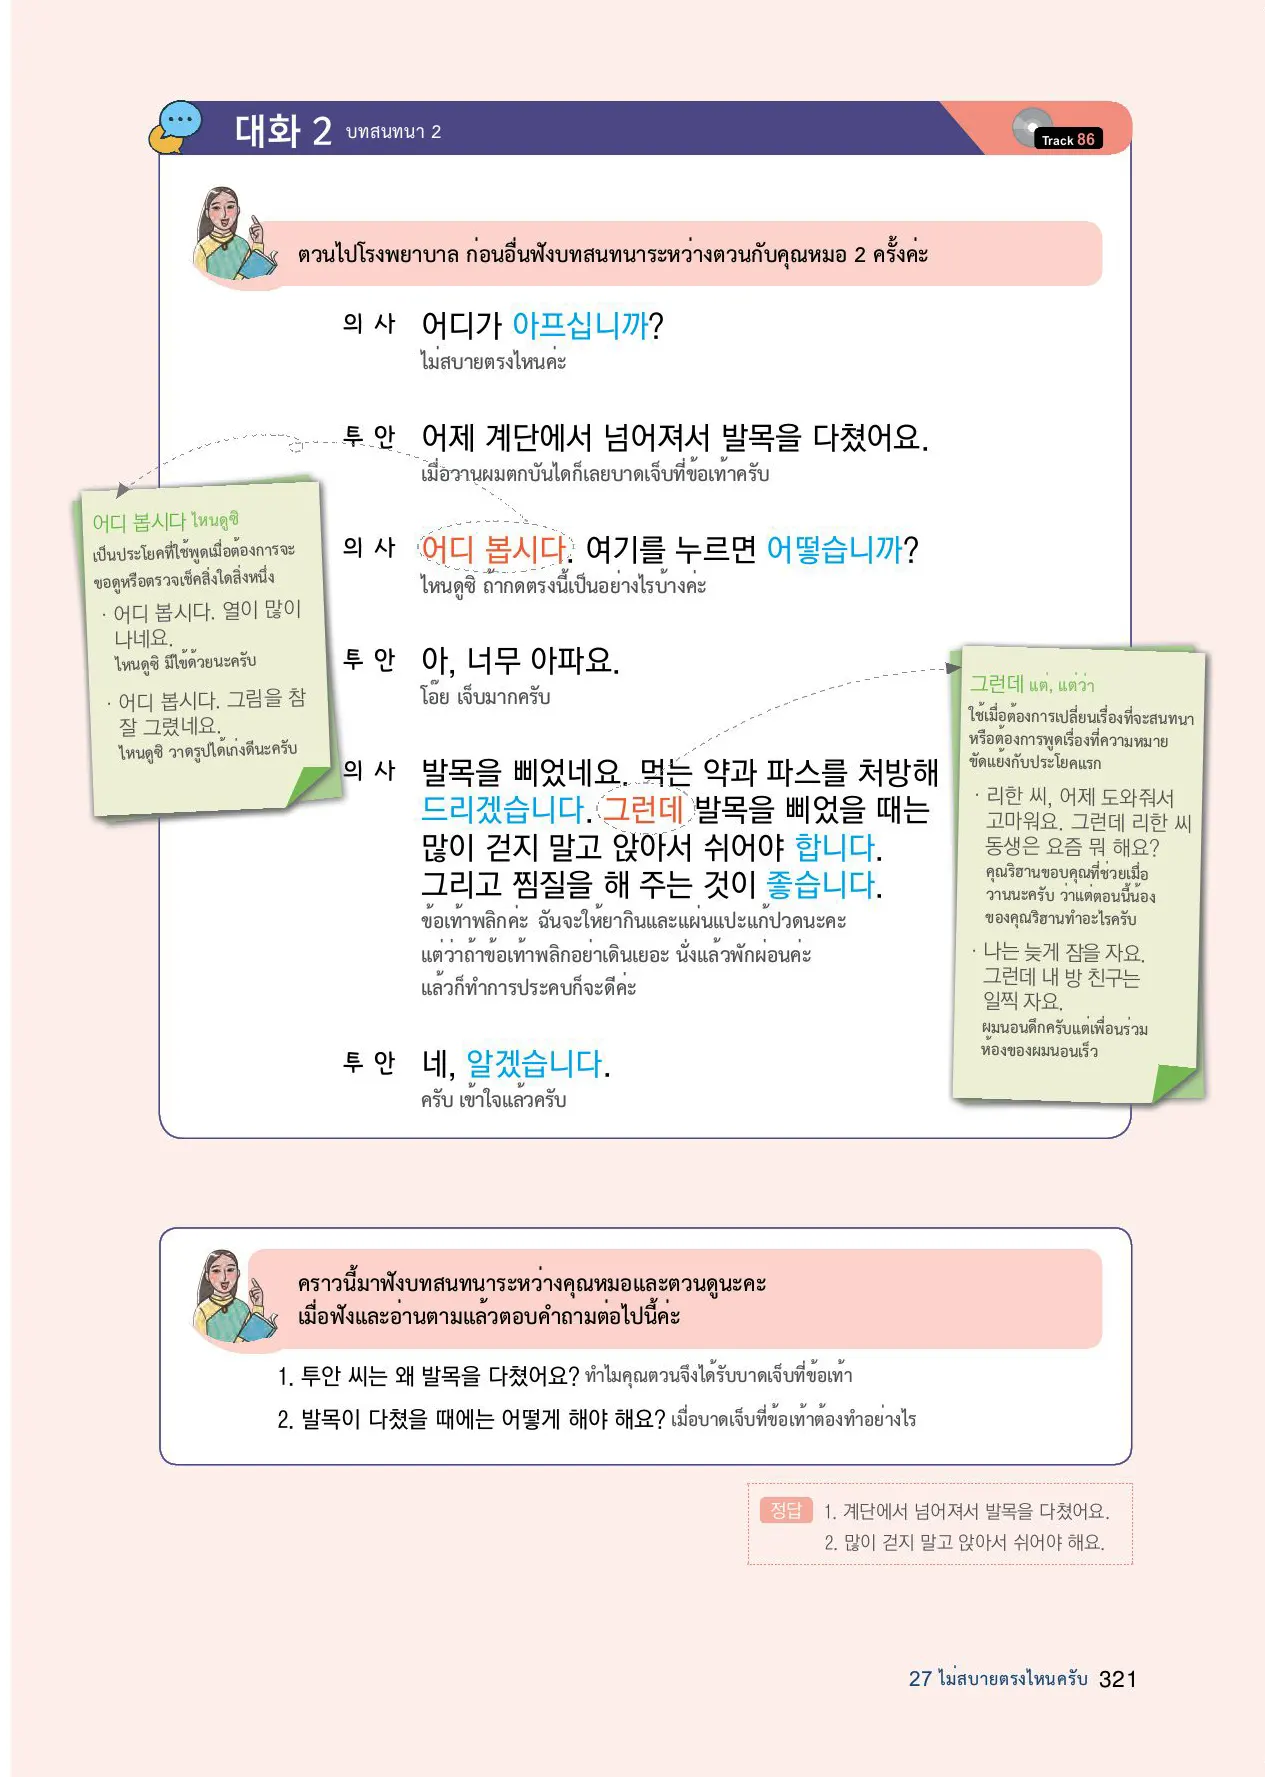 대화 2 บทสนทนา 2
Track 86
ตวนไปโรงพยาบาล ก่อนอื่นฟังบทสนทนาระหว่างตวนกับคุณหมอ 2 ครั้งค่ะ
의 사 어디가 아프십니까?
ไม่สบายตรงไหนค่ะ
투 안 어제 계단에서 넘어져서 발목을 다쳤어요.
เมื่อวานผมตกบันไดก็เลยบาดเจ็บที่ข้อเท้าครับ
의 사 어디 봅시다. 여기를 누르면 어떻습니까?
ไหนดูซิ ถ้ากดตรงนี้เป็นอย่างไรบ้างค่ะ
투 안 아, 너무 아파요.
โอ๊ย เจ็บมากครับ
의 사 발목을 삐었네요. 먹는 약과 파스를 처방해
드리겠습니다. 그런데 발목을 삐었을 때는
많이 걷지 말고 앉아서 쉬어야 합니다.
그리고 찜질을 해 주는 것이 좋습니다.
ข้อเท้าพลิกค่ะ ฉันจะให้ยากินและแผ่นแปะแก้ปวดนะคะ
แต่ว่าถ้าข้อเท้าพลิกอย่าเดินเยอะ นั่งแล้วพักผ่อนค่ะ
แล้วก็ทำการประคบก็จะดีค่ะ
투 안 네, 알겠습니다.
ครับ เข้าใจแล้วครับ
어디 봅시다 ไหนดูซิ
เป็นประโยคที่ใช้พูดเมื่อต้องการจะ
ขอดูหรือตรวจเช็คสิ่งใดสิ่งหนึ่ง
· 어디 봅시다. 열이 많이
나네요.
ไหนดูซิ มีไข้ด้วยนะครับ
· 어디 봅시다. 그림을 참
잘 그렸네요.
ไหนดูซิ วาดรูปได้เก่งดีนะครับ
그런데 แต่, แต่ว่า
ใช้เมื่อต้องการเปลี่ยนเรื่องที่จะสนทนา
หรือต้องการพูดเรื่องที่ความหมาย
ขัดแย้งกับประโยคแรก
· 리한 씨, 어제 도와줘서
고마워요. 그런데 리한 씨
동생은 요즘 뭐 해요?
คุณริฮานขอบคุณที่ช่วยเมื่อ
วานนะครับ ว่าแต่ตอนนี้น้อง
ของคุณริฮานทำอะไรครับ
· 나는 늦게 잠을 자요.
그런데 내 방 친구는
일찍 자요.
ผมนอนดึกครับแต่เพื่อนร่วม
ห้องของผมนอนเร็ว
คราวนี้มาฟังบทสนทนาระหว่างคุณหมอและตวนดูนะคะ
เมื่อฟังและอ่านตามแล้วตอบคำถามต่อไปนี้ค่ะ
1. 투안 씨는 왜 발목을 다쳤어요? ทำไมคุณตวนจึงได้รับบาดเจ็บที่ข้อเท้า
2. 발목이 다쳤을 때에는 어떻게 해야 해요? เมื่อบาดเจ็บที่ข้อเท้าต้องทำอย่างไร
정답 1. 계단에서 넘어져서 발목을 다쳤어요.
2. 많이 걷지 말고 앉아서 쉬어야 해요.
27 ไม่สบายตรงไหนครับ 321